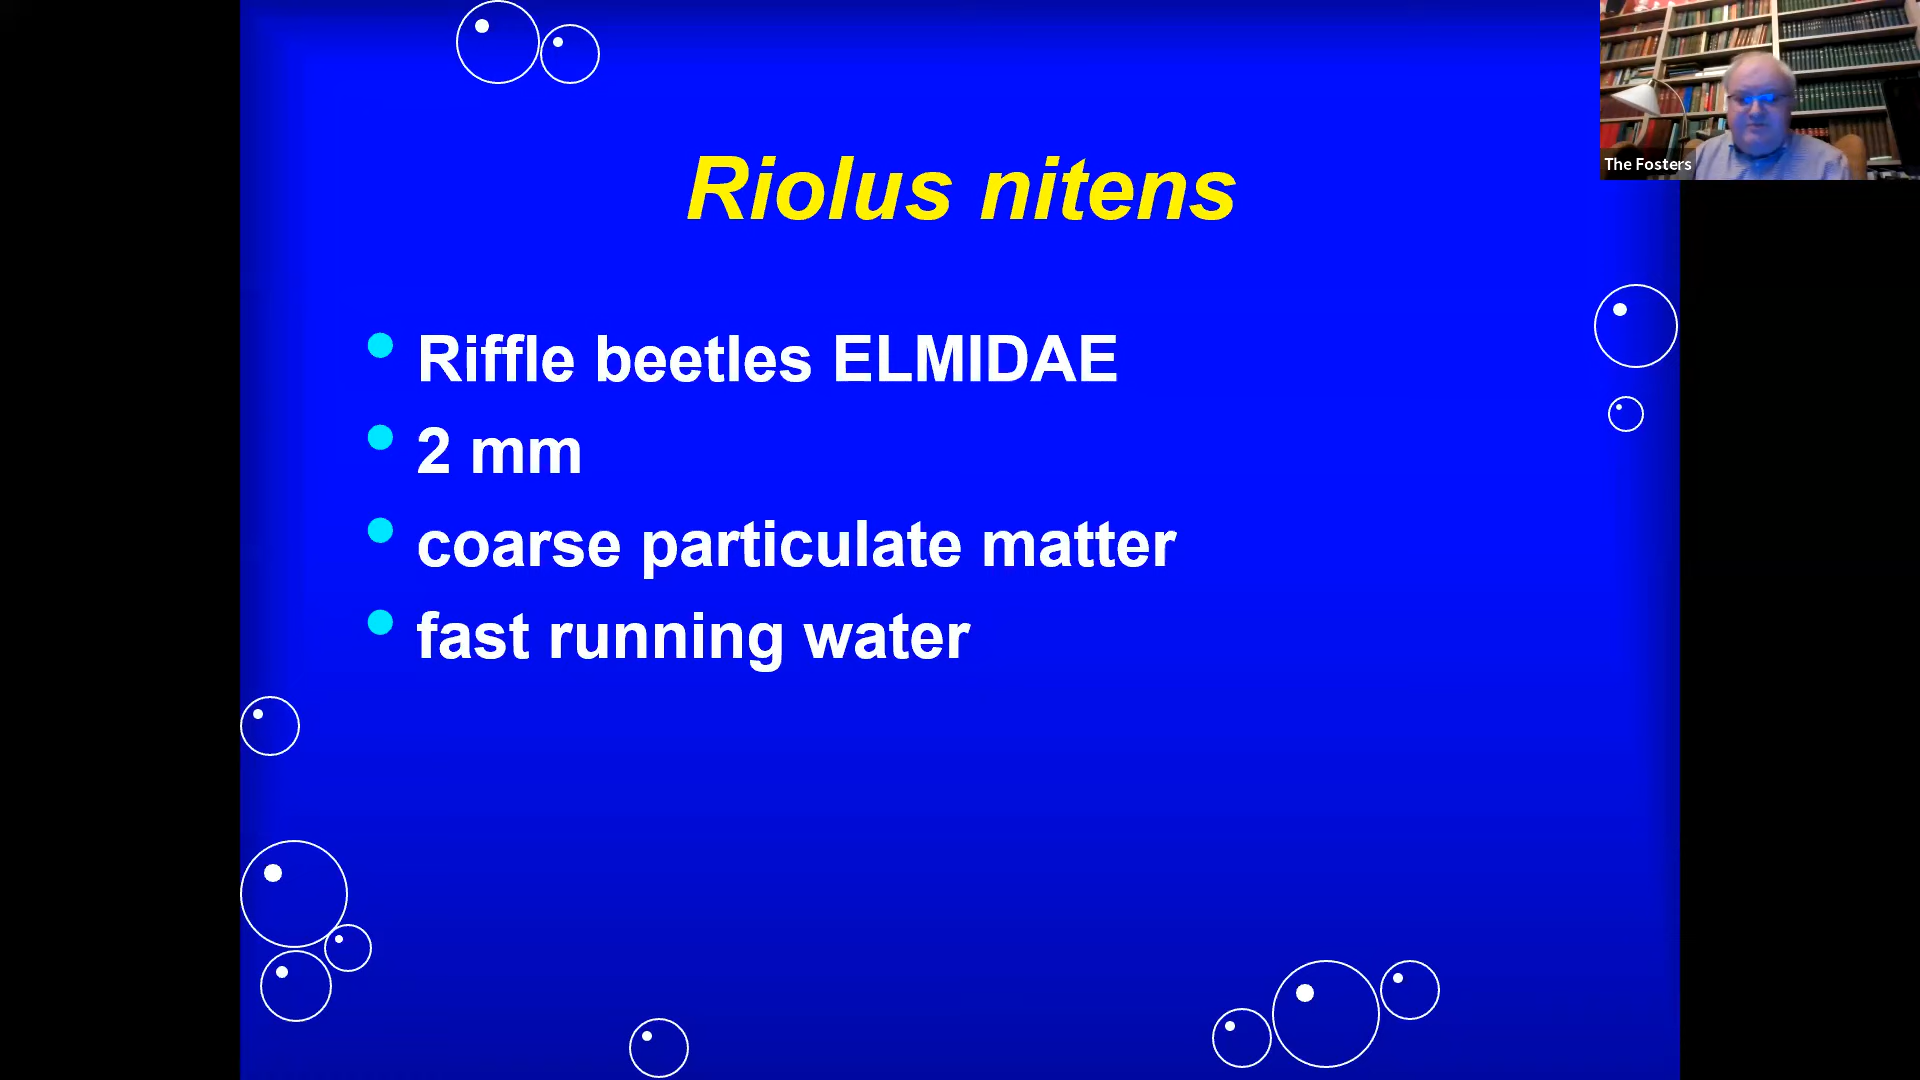 Riolus nitens
Riffle beetles ELMIDAE
2 mm
coarse particulate matter
fast running water
The Fosters